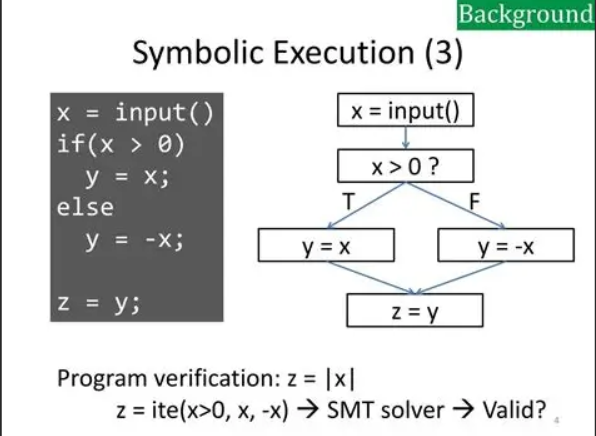 Background
Symbolic Execution (3)
x = input()
if(x > 0)
y = x;
else
y = -x;
z = y;
x = input()
x > 0 ?
T
F
y = x
y = -x
z = y
Program verification: z = |x|
z = ite(x>0, x, -x) → SMT solver → Valid?
4